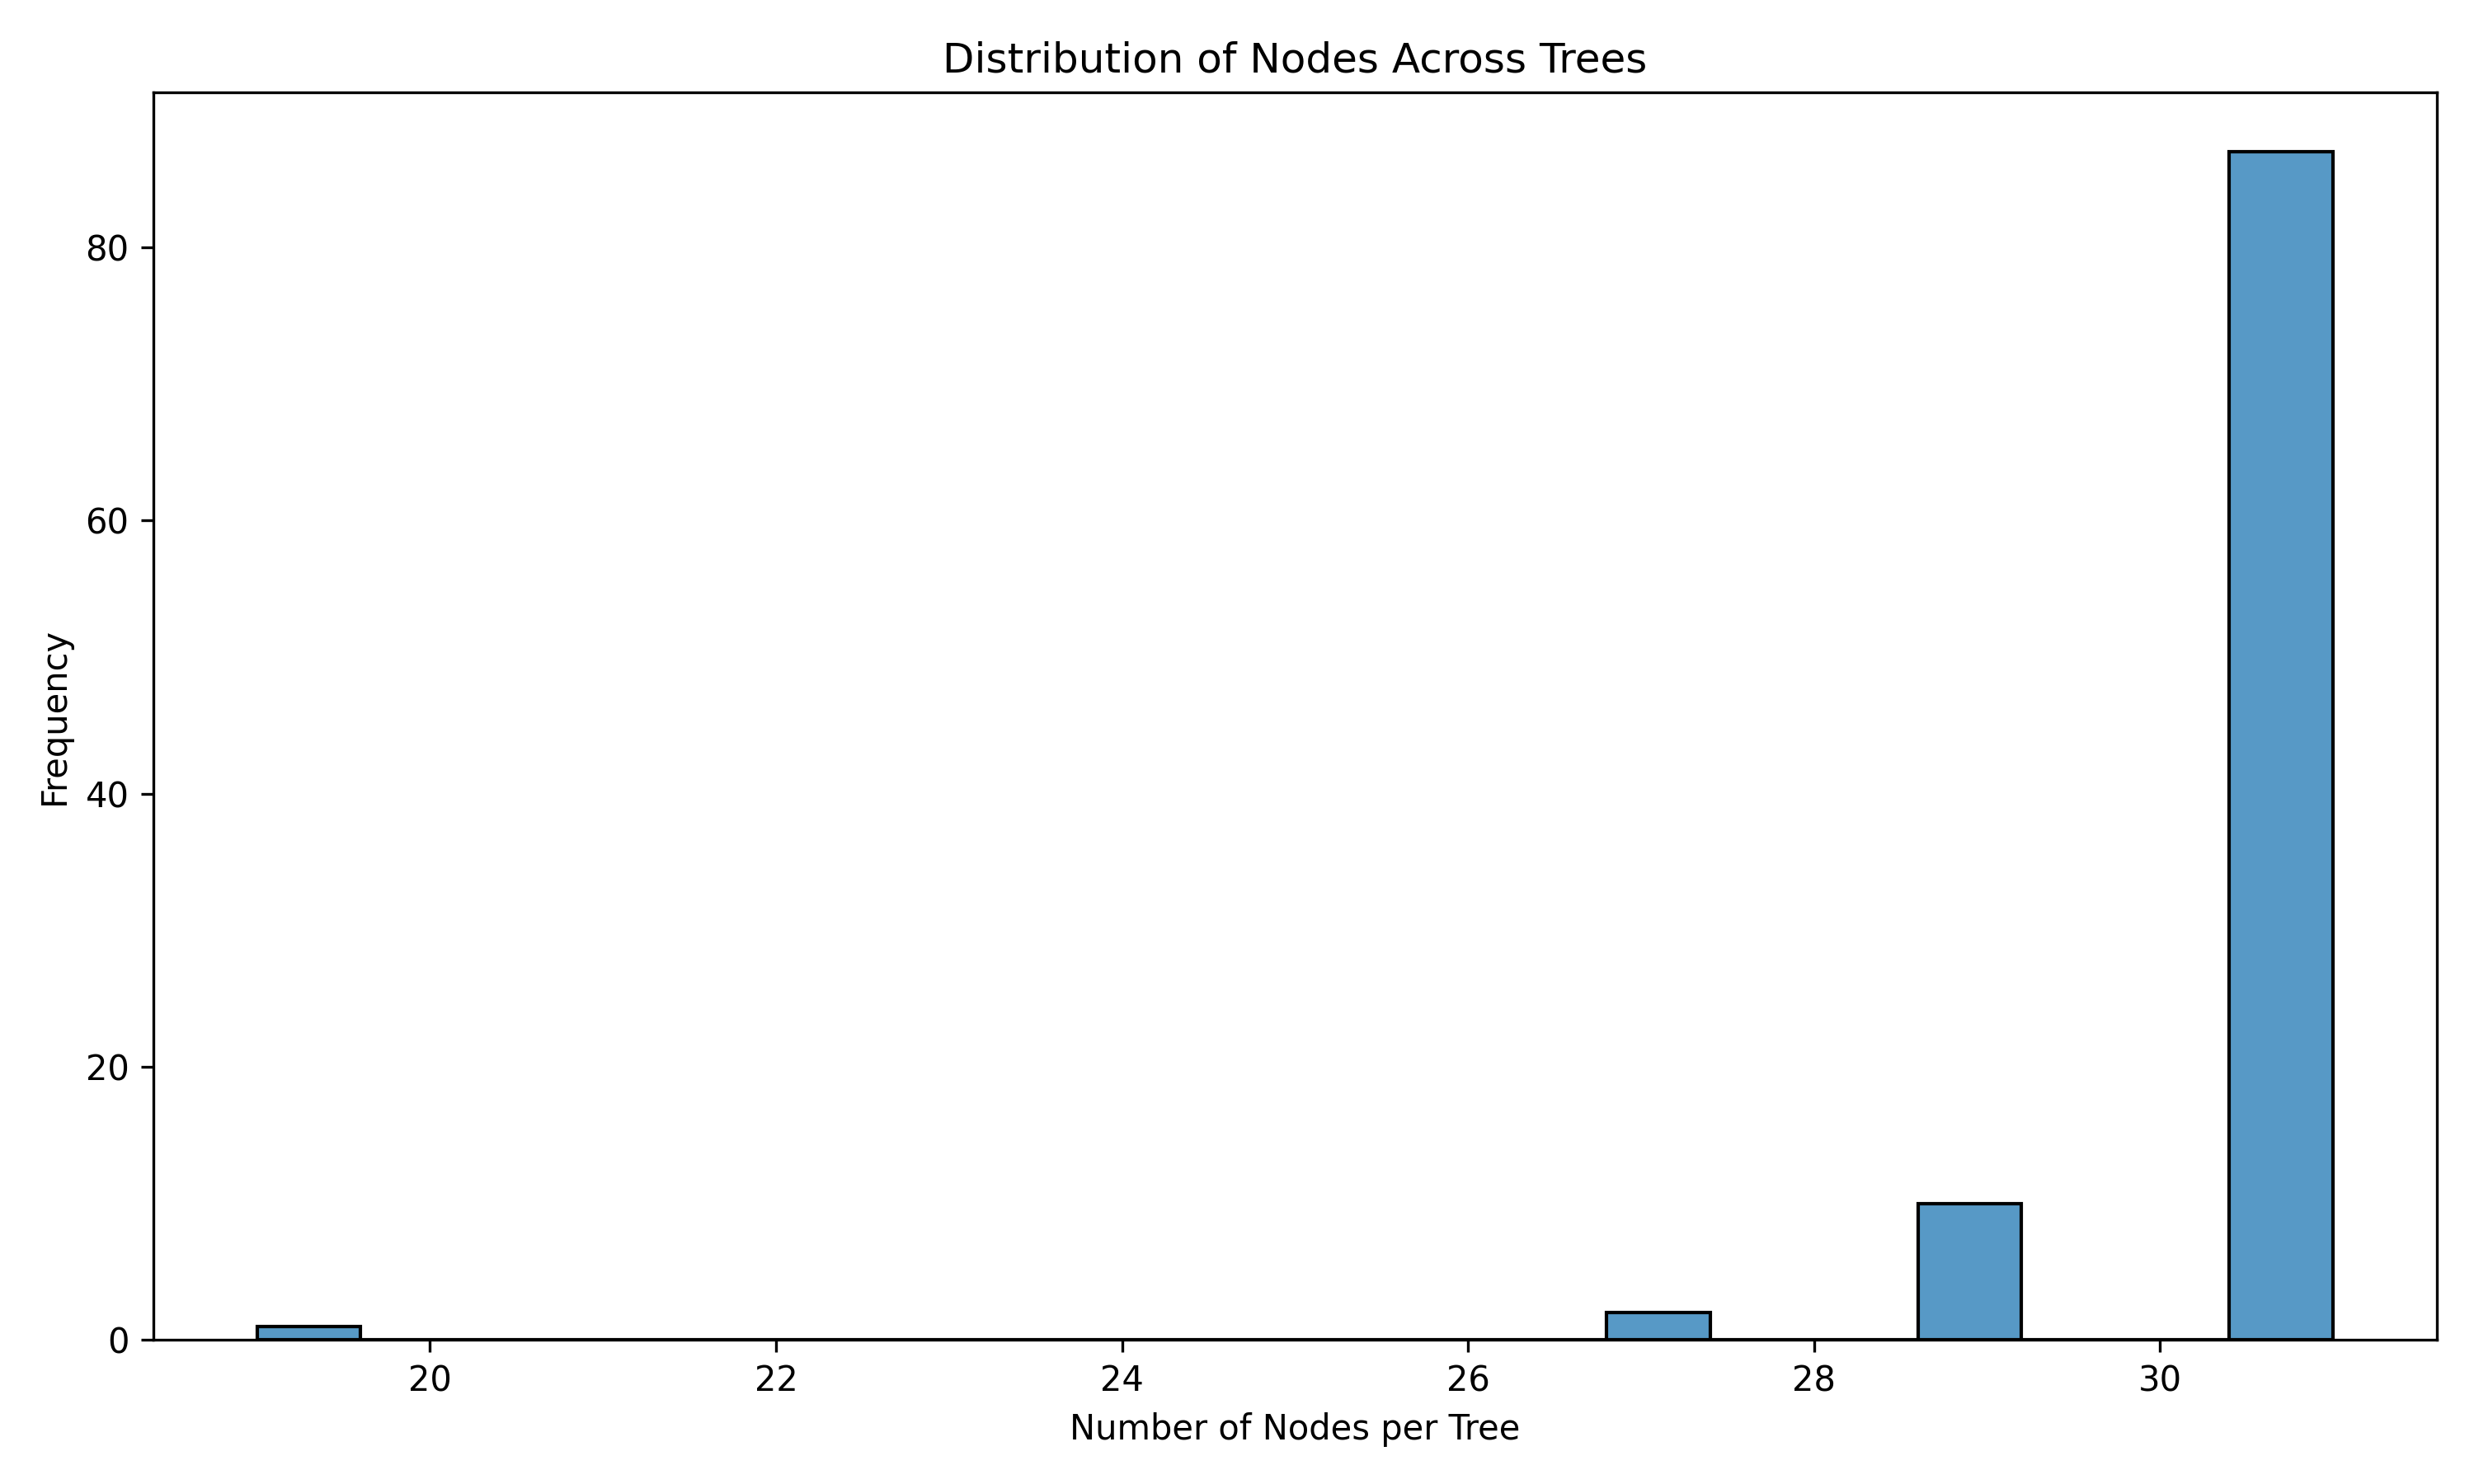 Distribution of Nodes Across Trees
80
60
40
20
0
Frequency
20 22 24 26 28 30
Number of Nodes per Tree